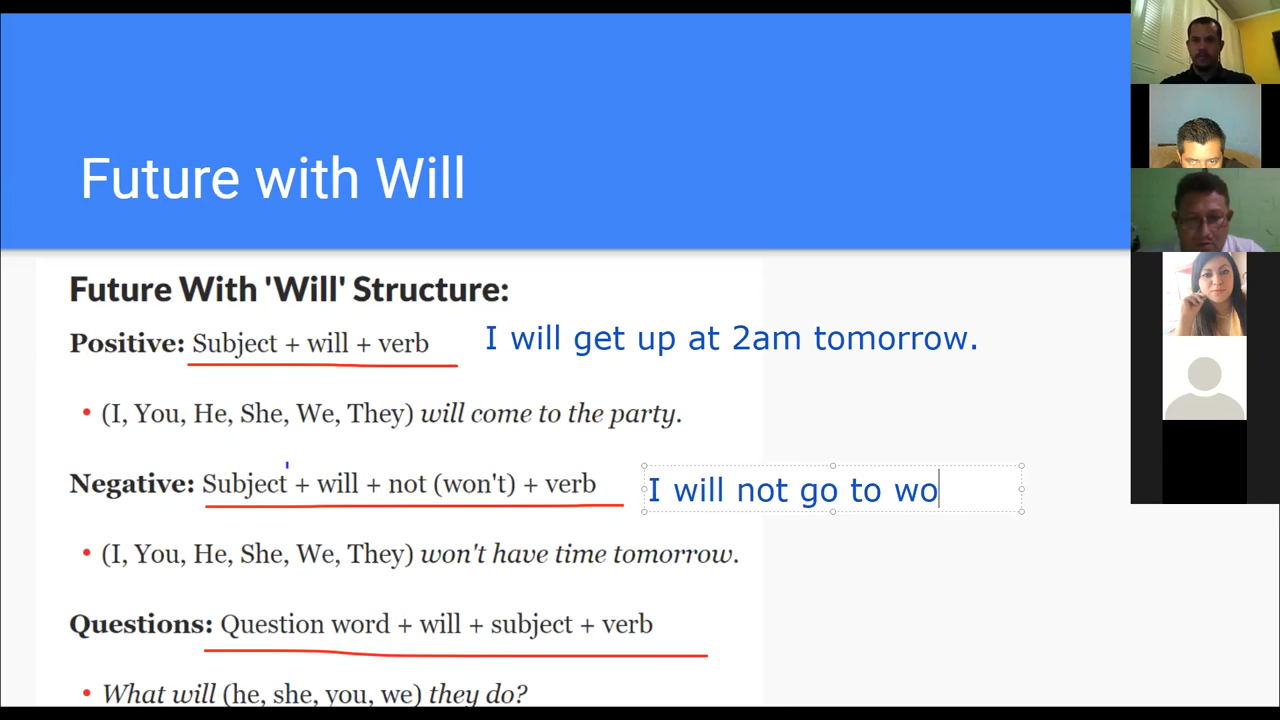 Future with Will
Future With 'Will' Structure:
Positive: Subject + will + verb
I will get up at 2am tomorrow.
• (I, You, He, She, We, They) will come to the party.
Negative: Subject + will + not (won't) + verb
I will not go to wo
• (I, You, He, She, We, They) won't have time tomorrow.
Questions: Question word + will + subject + verb
• What will (he, she, you, we) they do?